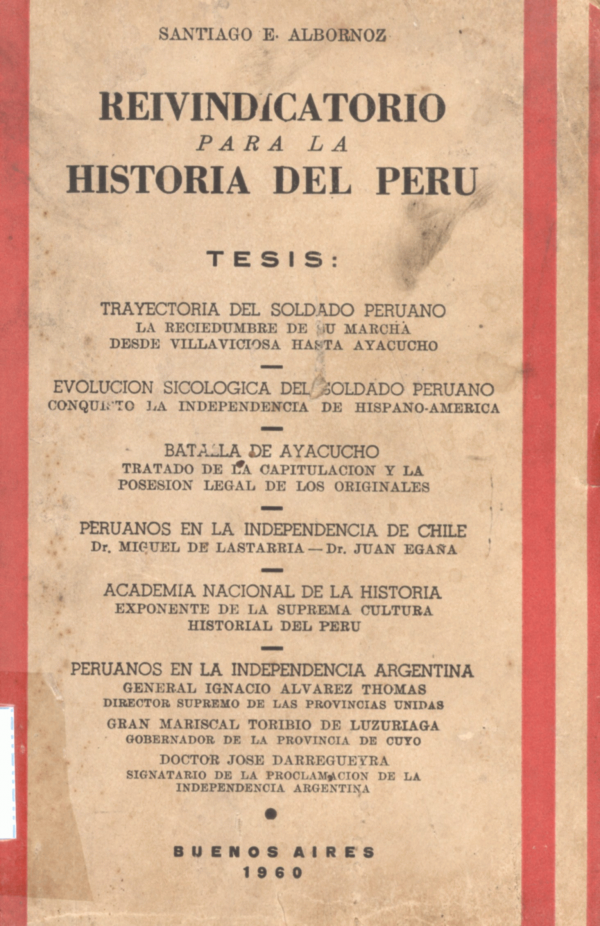 SANTIAGO E. ALBORNOZ
REIVINDICATORIO
PARA LA
HISTORIA DEL PERU
TESIS:
TRAYECTORIA DEL SOLDADO PERUANO
LA RECIEDUMBRE DE SU MARCHA
DESDE VILLAVICIOSA HASTA AYACUCHO
EVOLUCION SICOLOGICA DEL SOLDADO PERUANO
CONQUISTO LA INDEPENDENCIA DE HISPANO-AMERICA
BATALLA DE AYACUCHO
TRATADO DE LA CAPITULACION Y LA
POSESION LEGAL DE LOS ORIGINALES
PERUANOS EN LA INDEPENDENCIA DE CHILE
Dr. MIGUEL DE LASTARRIA — Dr. JUAN EGAÑA
ACADEMIA NACIONAL DE LA HISTORIA
EXPONENTE DE LA SUPREMA CULTURA
HISTORIAL DEL PERU
PERUANOS EN LA INDEPENDENCIA ARGENTINA
GENERAL IGNACIO ALVAREZ THOMAS
DIRECTOR SUPREMO DE LAS PROVINCIAS UNIDAS
GRAN MARISCAL TORIBIO DE LUZURIAGA
GOBERNADOR DE LA PROVINCIA DE CUYO
DOCTOR JOSE DARREGUEYRA
SIGNATARIO DE LA PROCLAMACION DE LA
INDEPENDENCIA ARGENTINA
BUENOS AIRES
1960